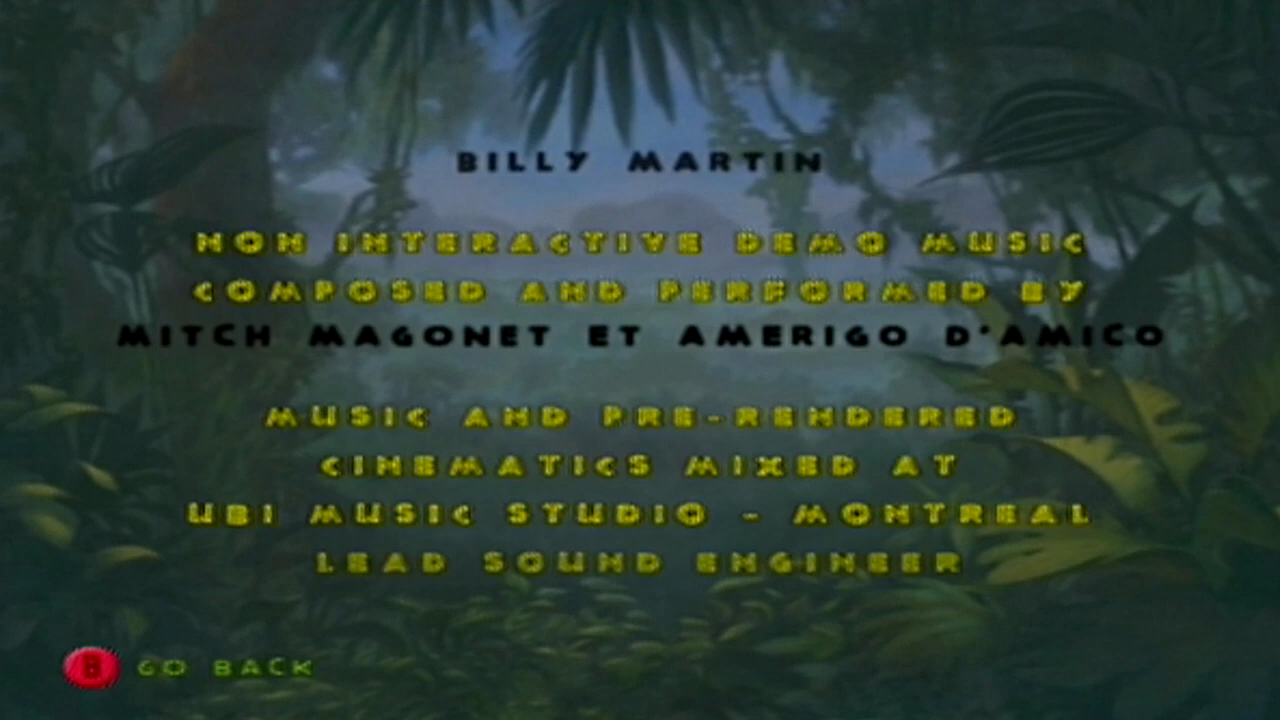 BILLY MARTIN
NON INTERACTIVE DEMO MUSIC
COMPOSED AND PERFORMED BY
MITCH MAGONET ET AMERIGO D'AMICO
MUSIC AND PRE-RENDERED
CINEMATICS MIXED AT
UBI MUSIC STUDIO - MONTREAL
LEAD SOUND ENGINEER
B GO BACK